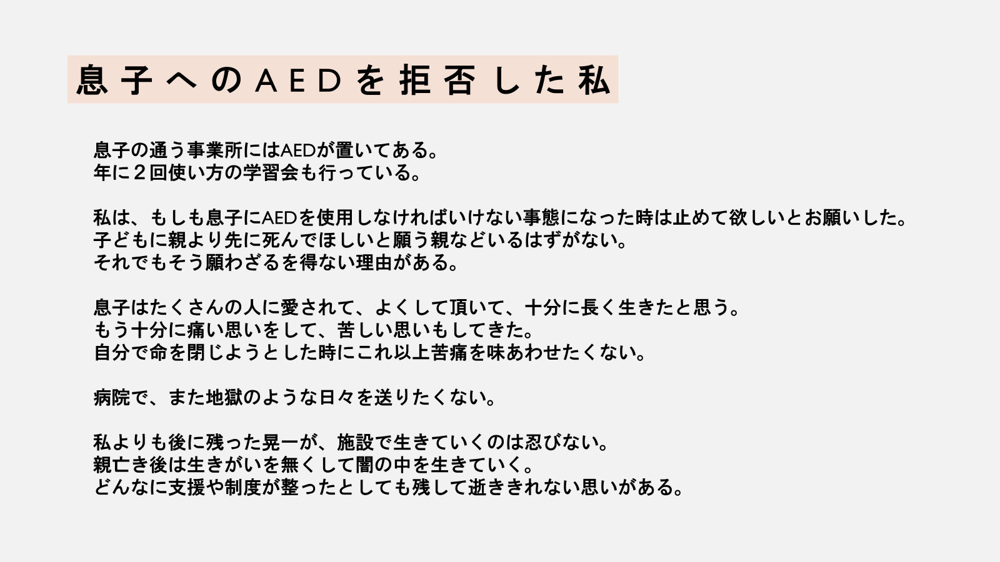 息子へのAEDを拒否した私
息子の通う事業所にはAEDが置いてある。
年に２回使い方の学習会も行っている。
私は、もしも息子にAEDを使用しなければいけない事態になった時は止めて欲しいとお願いした。
子どもに親より先に死んでほしいと願う親などいるはずがない。
それでもそう願わざるを得ない理由がある。
息子はたくさんの人に愛されて、よくして頂いて、十分に長く生きたと思う。
もう十分に痛い思いをして、苦しい思いもしてきた。
自分で命を閉じようとした時にこれ以上苦痛を味あわせたくない。
病院で、また地獄のような日々を送りたくない。
私よりも後に残った晃一が、施設で生きていくのは忍びない。
親亡き後は生きがいを無くして闇の中を生きていく。
どんなに支援や制度が整ったとしても残して逝ききれない思いがある。